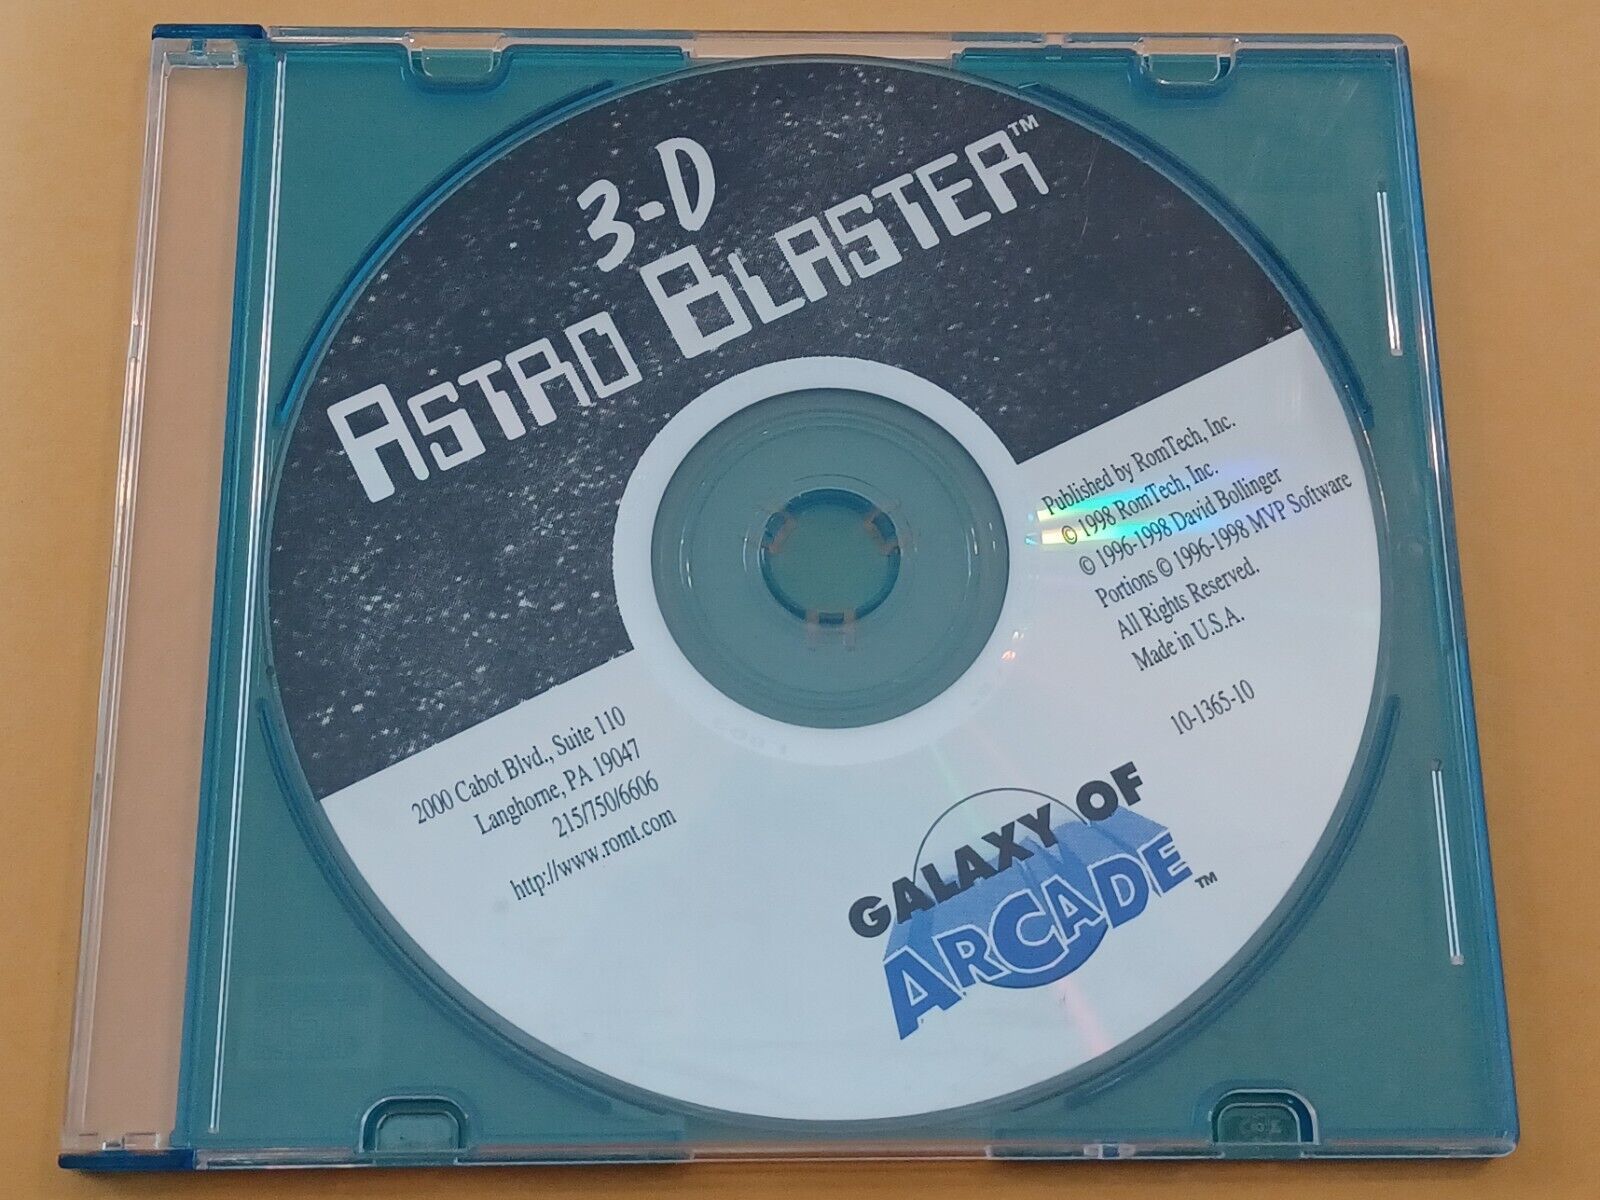 3-D
ASTRO BLASTER™
Published by RomTech, Inc.
© 1998 RomTech, Inc.
© 1996-1998 David Bollinger
Portions © 1996-1998 MVP Software
All Rights Reserved.
Made in U.S.A.
10-1365-10
2000 Cabot Blvd., Suite 110
Langhorne, PA 19047
215/750/6606
http://www.romt.com
GALAXY OF
ARCADE™